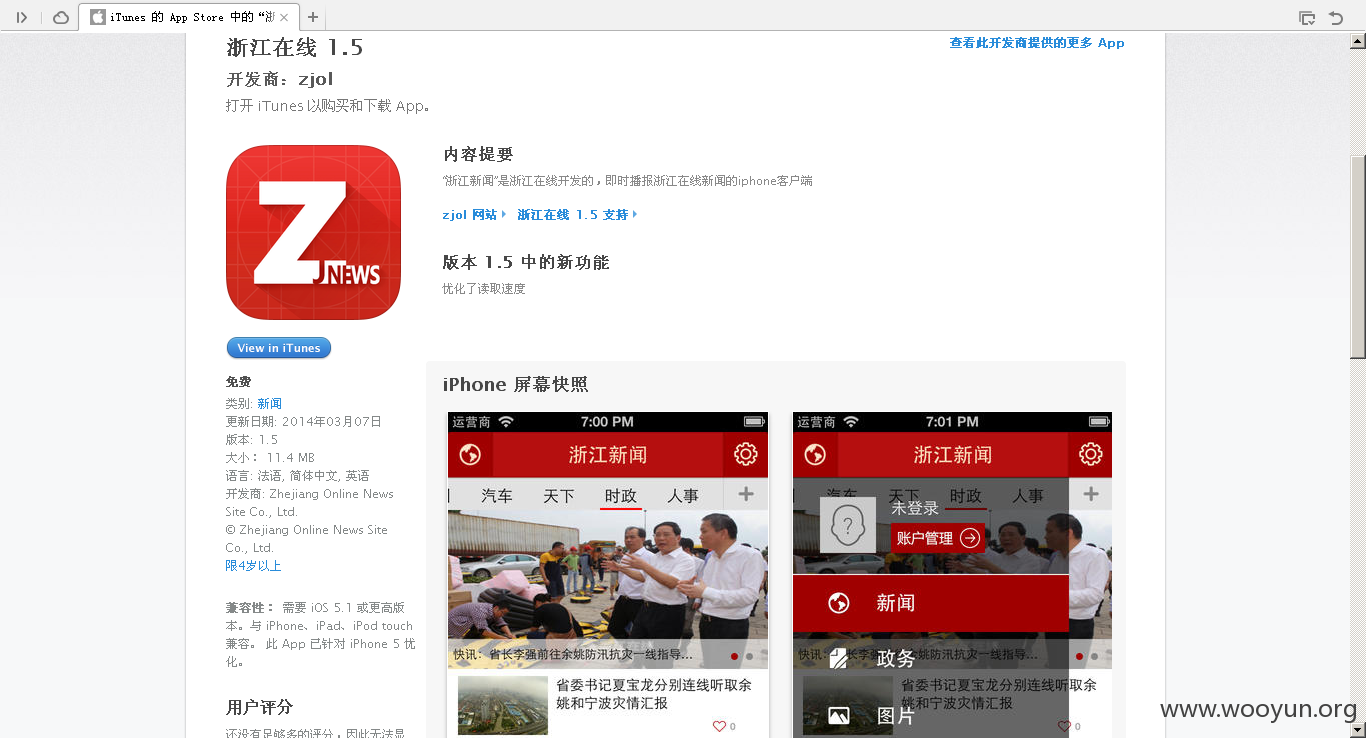 iTunes 的 App Store 中的“浙
浙江在线 1.5
查看此开发商提供的更多 App
开发商：zjol
打开 iTunes 以购买和下载 App。
Z
JNEWS
内容提要
“浙江新闻”是浙江在线开发的，即时播报浙江在线新闻的iphone客户端
zjol 网站 浙江在线 1.5 支持
版本 1.5 中的新功能
优化了读取速度
View in iTunes
免费
类别: 新闻
更新日期: 2014年03月07日
版本: 1.5
大小： 11.4 MB
语言: 法语, 简体中文, 英语
开发商: Zhejiang Online News
Site Co., Ltd.
© Zhejiang Online News Site
Co., Ltd.
限4岁以上
兼容性： 需要 iOS 5.1 或更高版
本。与 iPhone、iPad、iPod touch
兼容。 此 App 已针对 iPhone 5 优
化。
用户评分
还没有足够多的评分，因此无法显
iPhone 屏幕快照
运营商 7:00 PM
浙江新闻
汽车 天下 时政 人事 +
快讯： 省长李强前往余姚防汛抗灾一线指导...
省委书记夏宝龙分别连线听取余
姚和宁波灾情汇报
0
运营商 7:01 PM
浙江新闻
汽车 天下 时政 人事 +
未登录
账户管理
新闻
快讯： 省长李强前往余姚防汛抗灾一线指导...
政务
省委书记夏宝龙分别连线听取余
姚和宁波灾情汇报
图片
0
www.wooyun.org